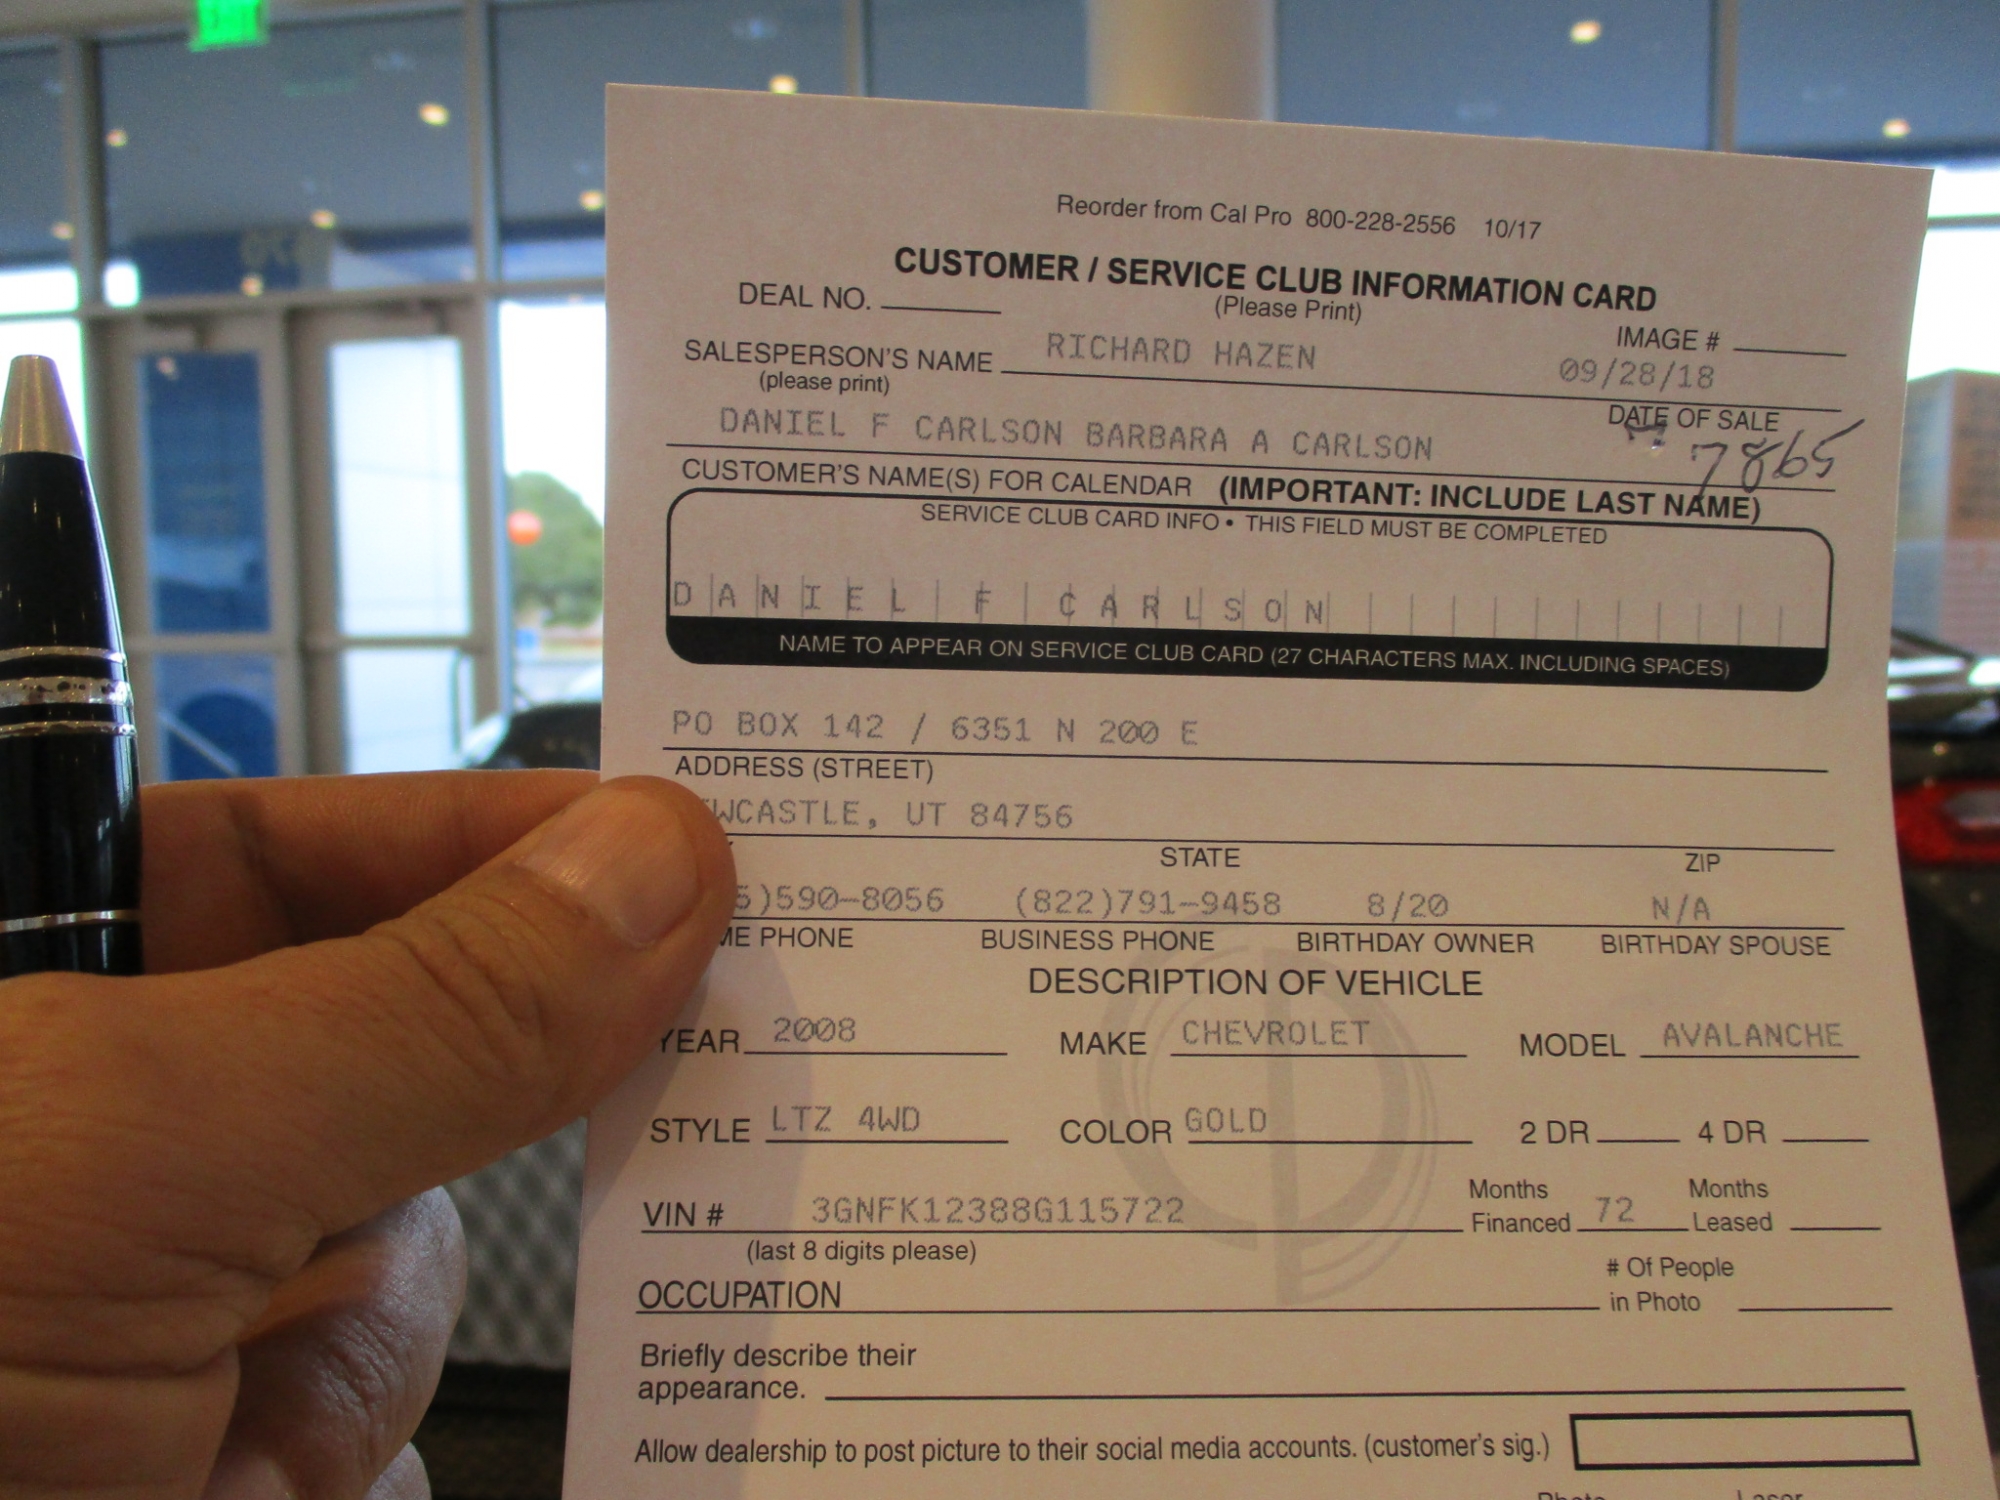 EXIT
Reorder from Cal Pro 800-228-2556 10/17
CUSTOMER / SERVICE CLUB INFORMATION CARD
DEAL NO. (Please Print)
IMAGE #
SALESPERSON'S NAME RICHARD HAZEN 09/28/18
(please print)
DATE OF SALE
DANIEL F CARLSON BARBARA A CARLSON
7865
CUSTOMER'S NAME(S) FOR CALENDAR (IMPORTANT: INCLUDE LAST NAME)
SERVICE CLUB CARD INFO • THIS FIELD MUST BE COMPLETED
DANIEL F CARLSON
NAME TO APPEAR ON SERVICE CLUB CARD (27 CHARACTERS MAX. INCLUDING SPACES)
PO BOX 142 / 6351 N 200 E
ADDRESS (STREET)
WCASTLE, UT 84756
STATE ZIP
5)590-8056 (822)791-9458 8/20 N/A
ME PHONE BUSINESS PHONE BIRTHDAY OWNER BIRTHDAY SPOUSE
DESCRIPTION OF VEHICLE
YEAR 2008 MAKE CHEVROLET MODEL AVALANCHE
STYLE LTZ 4WD COLOR GOLD 2 DR 4 DR
VIN # 3GNFK12388G115722 Months Financed 72 Months Leased
(last 8 digits please)
OCCUPATION # Of People in Photo
Briefly describe their
appearance.
Allow dealership to post picture to their social media accounts. (customer's sig.)
Photo Laser